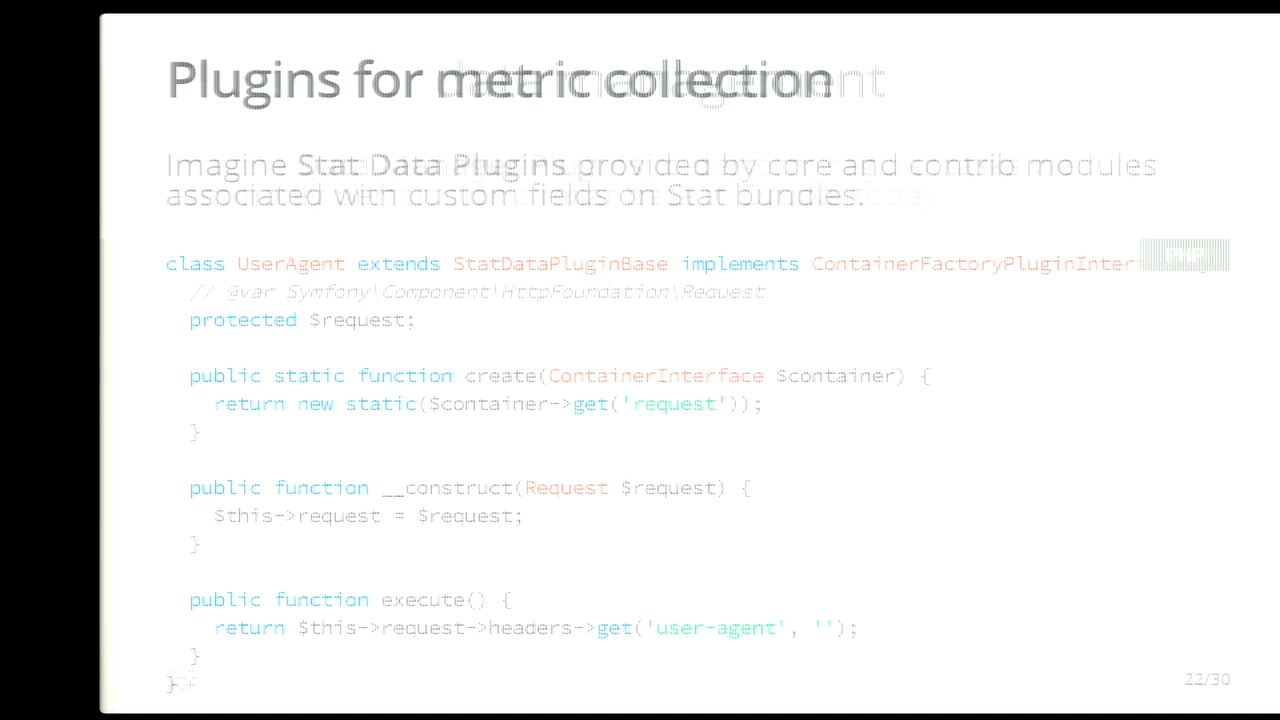 Plugins for metric collection
Imagine Stat Data Plugins provided by core and contrib modules
associated with custom fields on Stat bundles.
PHP
class UserAgent extends StatDataPluginBase implements ContainerFactoryPluginInter
// @var Symfony\Component\HttpFoundation\Request
protected $request;
public static function create(ContainerInterface $container) {
return new static($container->get('request'));
}
public function __construct(Request $request) {
$this->request = $request;
}
public function execute() {
return $this->request->headers->get('user-agent', '');
}
}
22/30